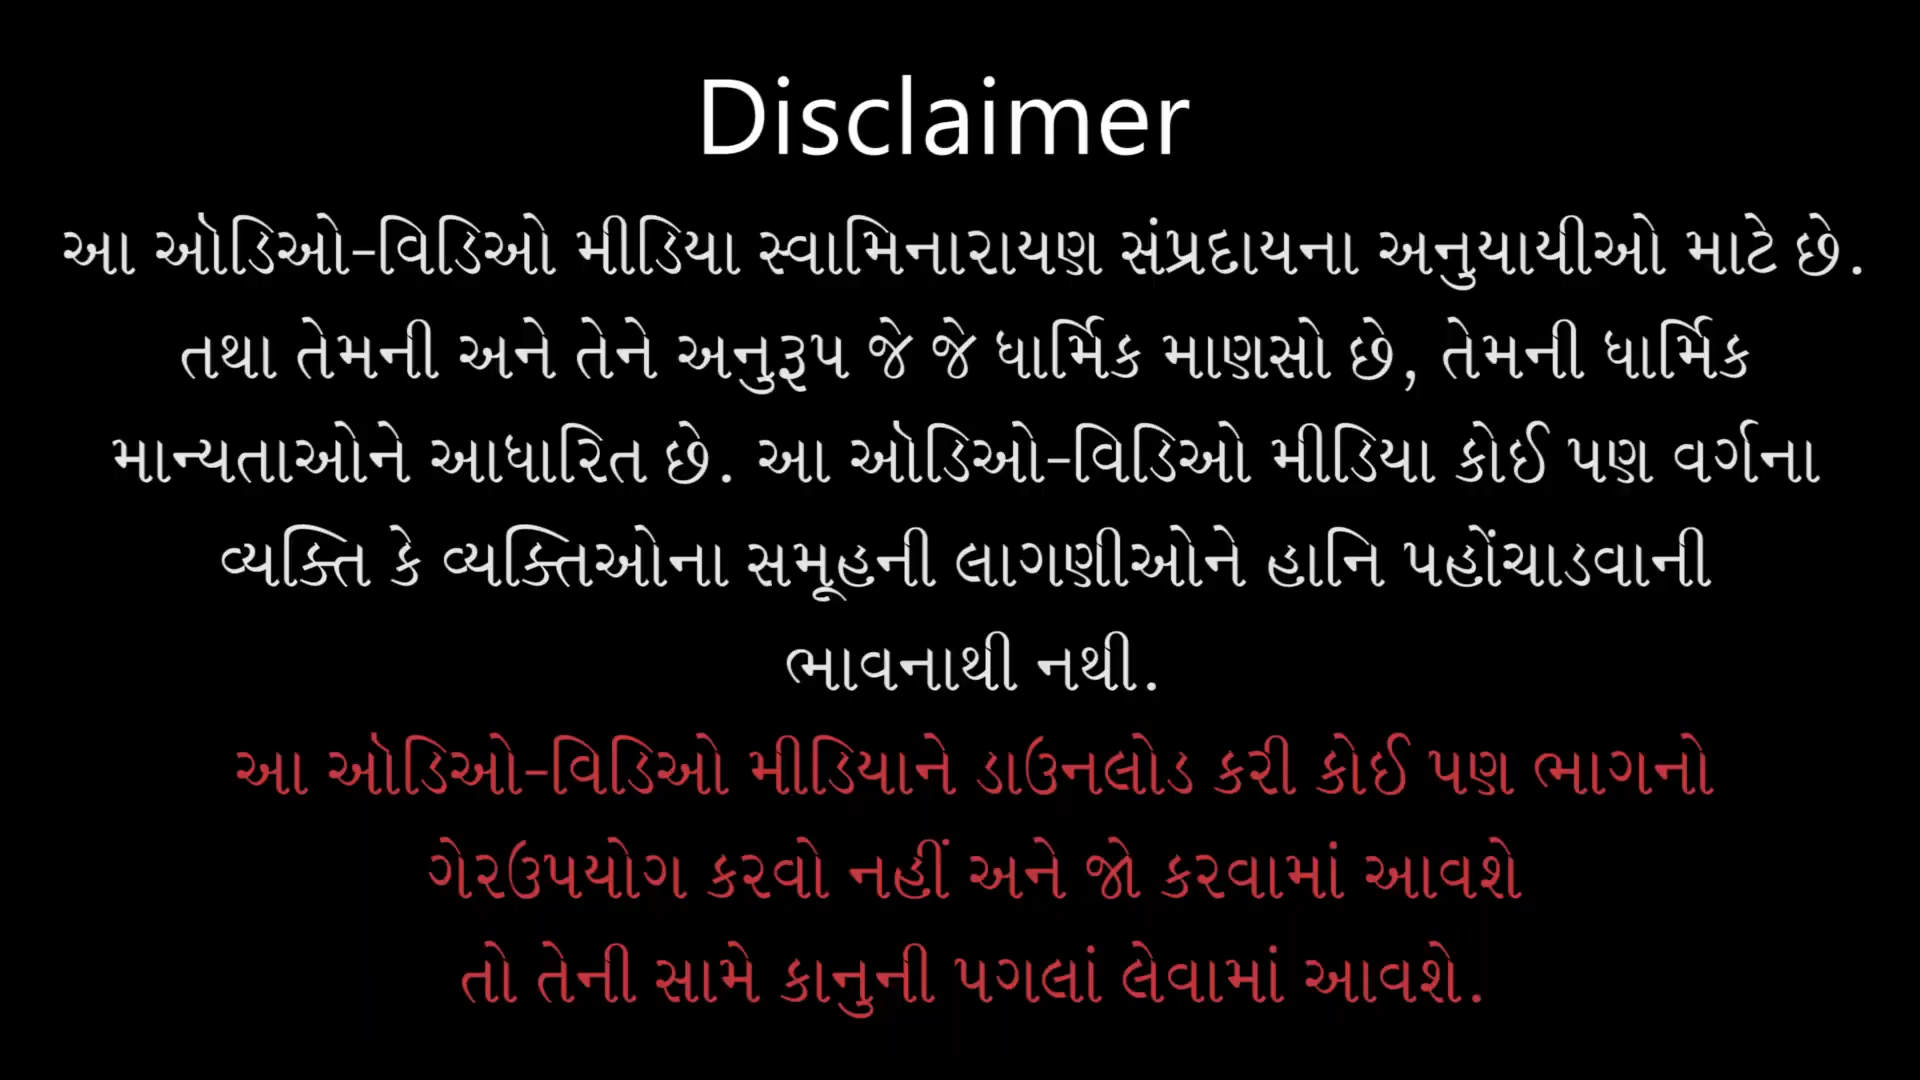 Disclaimer
આ ઑડિઓ-વિડિઓ મીડિયા સ્વામિનારાયણ સંપ્રદાયના અનુયાયીઓ માટે છે.
તથા તેમની અને તેને અનુરૂપ જે જે ધાર્મિક માણસો છે, તેમની ધાર્મિક
માન્યતાઓને આધારિત છે. આ ઑડિઓ-વિડિઓ મીડિયા કોઈ પણ વર્ગના
વ્યક્તિ કે વ્યક્તિઓના સમૂહની લાગણીઓને હાનિ પહોંચાડવાની
ભાવનાથી નથી.
આ ઑડિઓ-વિડિઓ મીડિયાને ડાઉનલોડ કરી કોઈ પણ ભાગનો
ગેરઉપયોગ કરવો નહીં અને જો કરવામાં આવશે
તો તેની સામે કાનુની પગલાં લેવામાં આવશે.